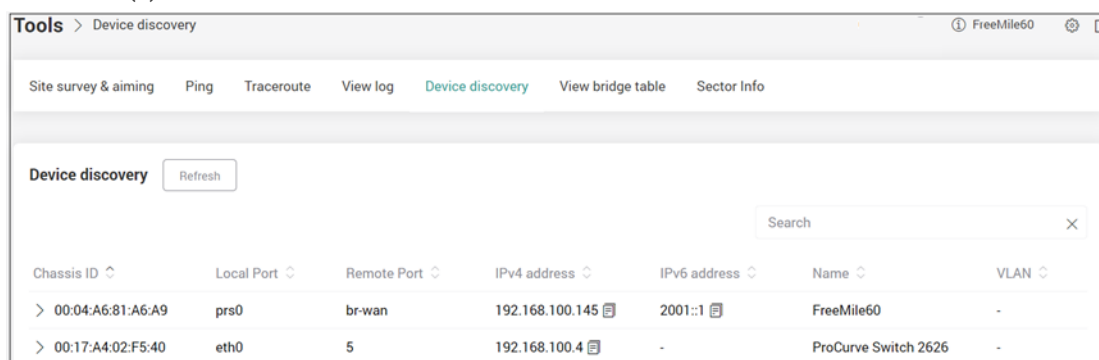 Tools > Device discovery FreeMile60
Site survey & aiming Ping Traceroute View log Device discovery View bridge table Sector Info
Device discovery Refresh
Search
Chassis ID Local Port Remote Port IPv4 address IPv6 address Name VLAN
00:04:A6:81:A6:A9 prs0 br-wan 192.168.100.145 2001::1 FreeMile60 -
00:17:A4:02:F5:40 eth0 5 192.168.100.4 - ProCurve Switch 2626 -